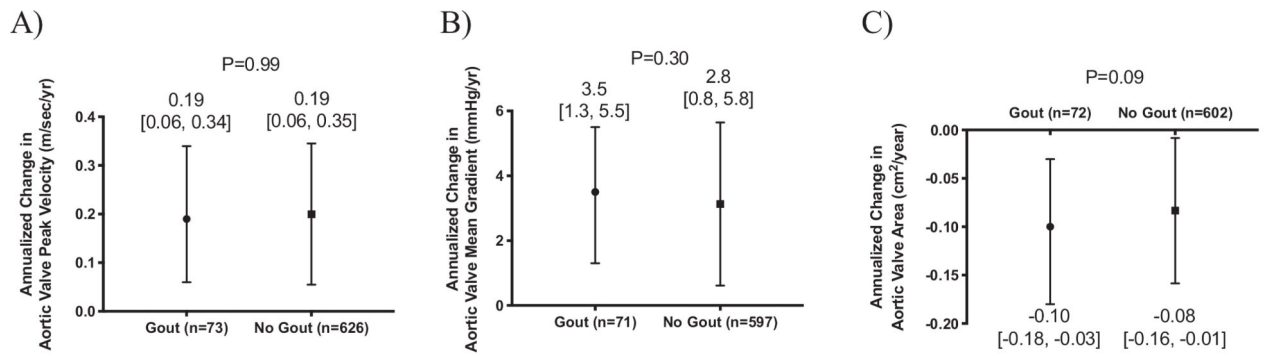 A)
P=0.99
0.19
[0.06, 0.34]
0.19
[0.06, 0.35]
Annualized Change in
Aortic Valve Peak Velocity (m/sec/yr)
0.4
0.3
0.2
0.1
0.0
Gout (n=73)
No Gout (n=626)
B)
P=0.30
3.5
[1.3, 5.5]
2.8
[0.8, 5.8]
Annualized Change in
Aortic Valve Mean Gradient (mmHg/yr)
6
4
2
0
Gout (n=71)
No Gout (n=597)
C)
P=0.09
Gout (n=72)
No Gout (n=602)
Annualized Change in
Aortic Valve Area (cm²/year)
0.00
-0.05
-0.10
-0.15
-0.20
-0.10
[-0.18, -0.03]
-0.08
[-0.16, -0.01]